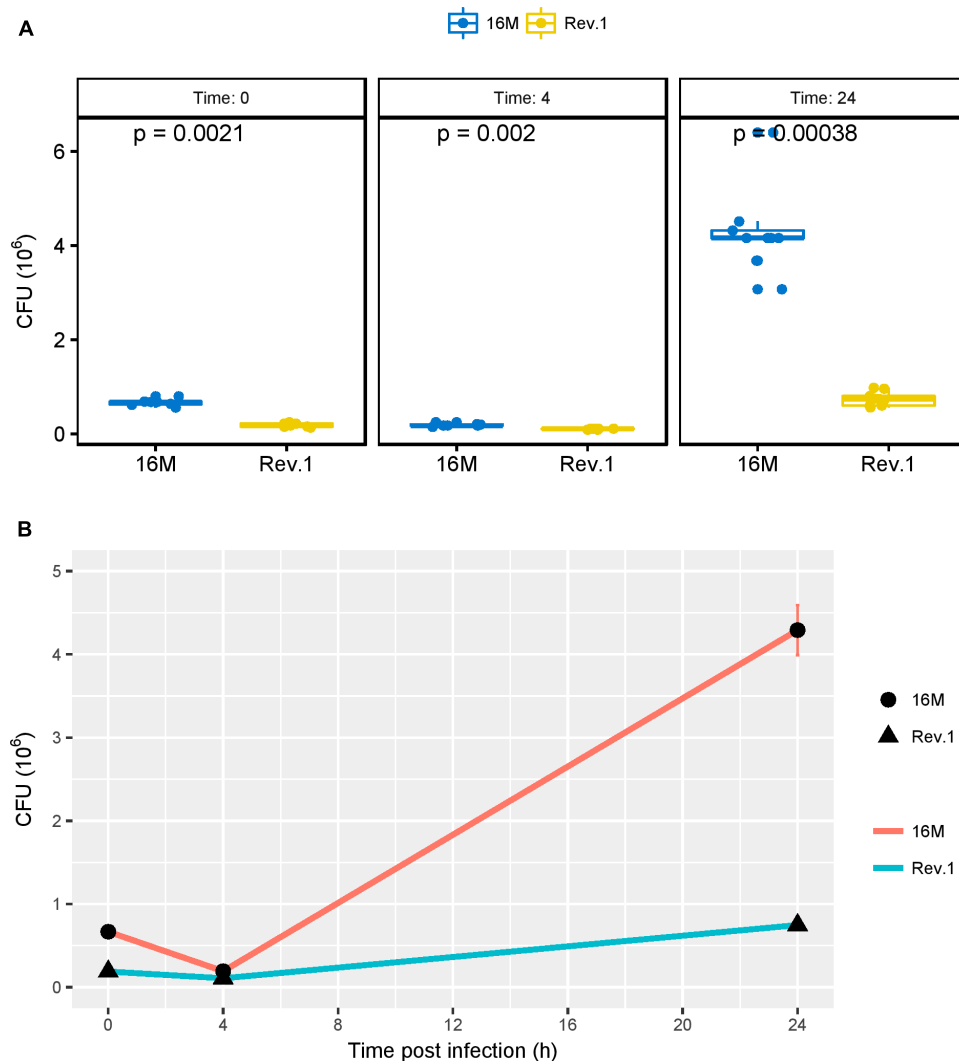 A
16M Rev.1
Time: 0 Time: 4 Time: 24
p = 0.0021 p = 0.002 p = 0.00038
6
4
2
0
CFU (10⁶)
16M Rev.1 16M Rev.1 16M Rev.1
B
5
4
3
2
1
0
CFU (10⁶)
0 4 8 12 16 20 24
Time post infection (h)
16M
Rev.1
16M
Rev.1